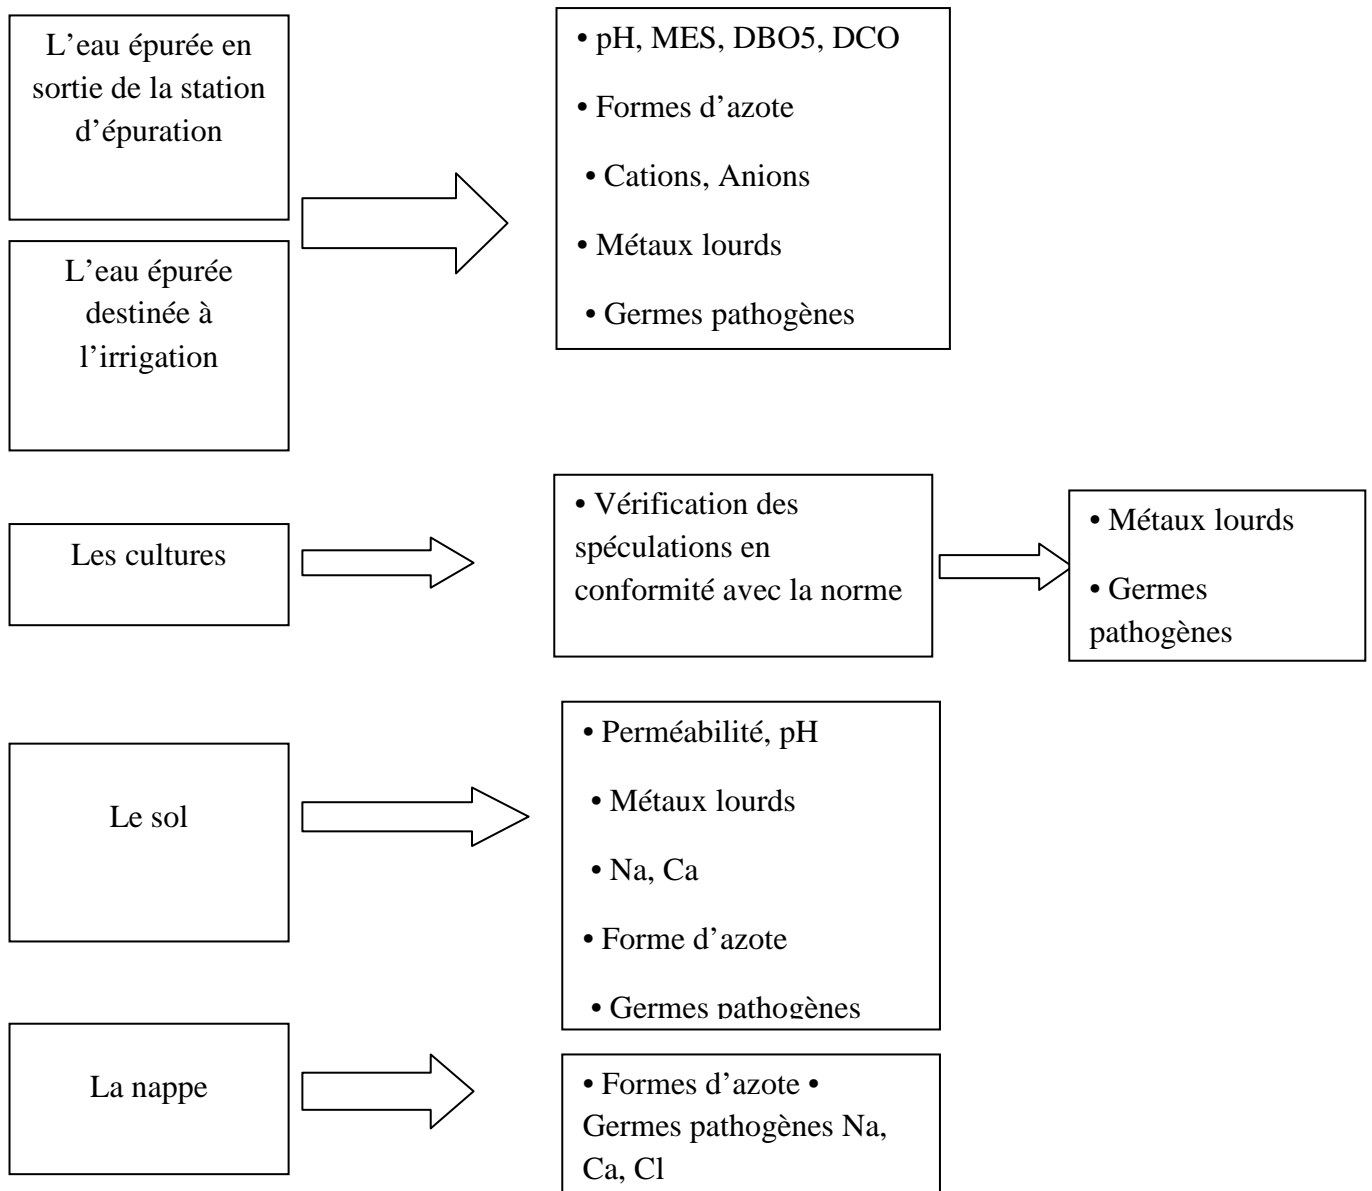 L’eau épurée en
sortie de la station
d’épuration
• pH, MES, DBO5, DCO
• Formes d’azote
• Cations, Anions
• Métaux lourds
• Germes pathogènes
L’eau épurée
destinée à
l’irrigation
Les cultures
• Vérification des
spéculations en
conformité avec la norme
• Métaux lourds
• Germes
pathogènes
Le sol
• Perméabilité, pH
• Métaux lourds
• Na, Ca
• Forme d’azote
• Germes pathogènes
La nappe
• Formes d’azote •
Germes pathogènes Na,
Ca, Cl